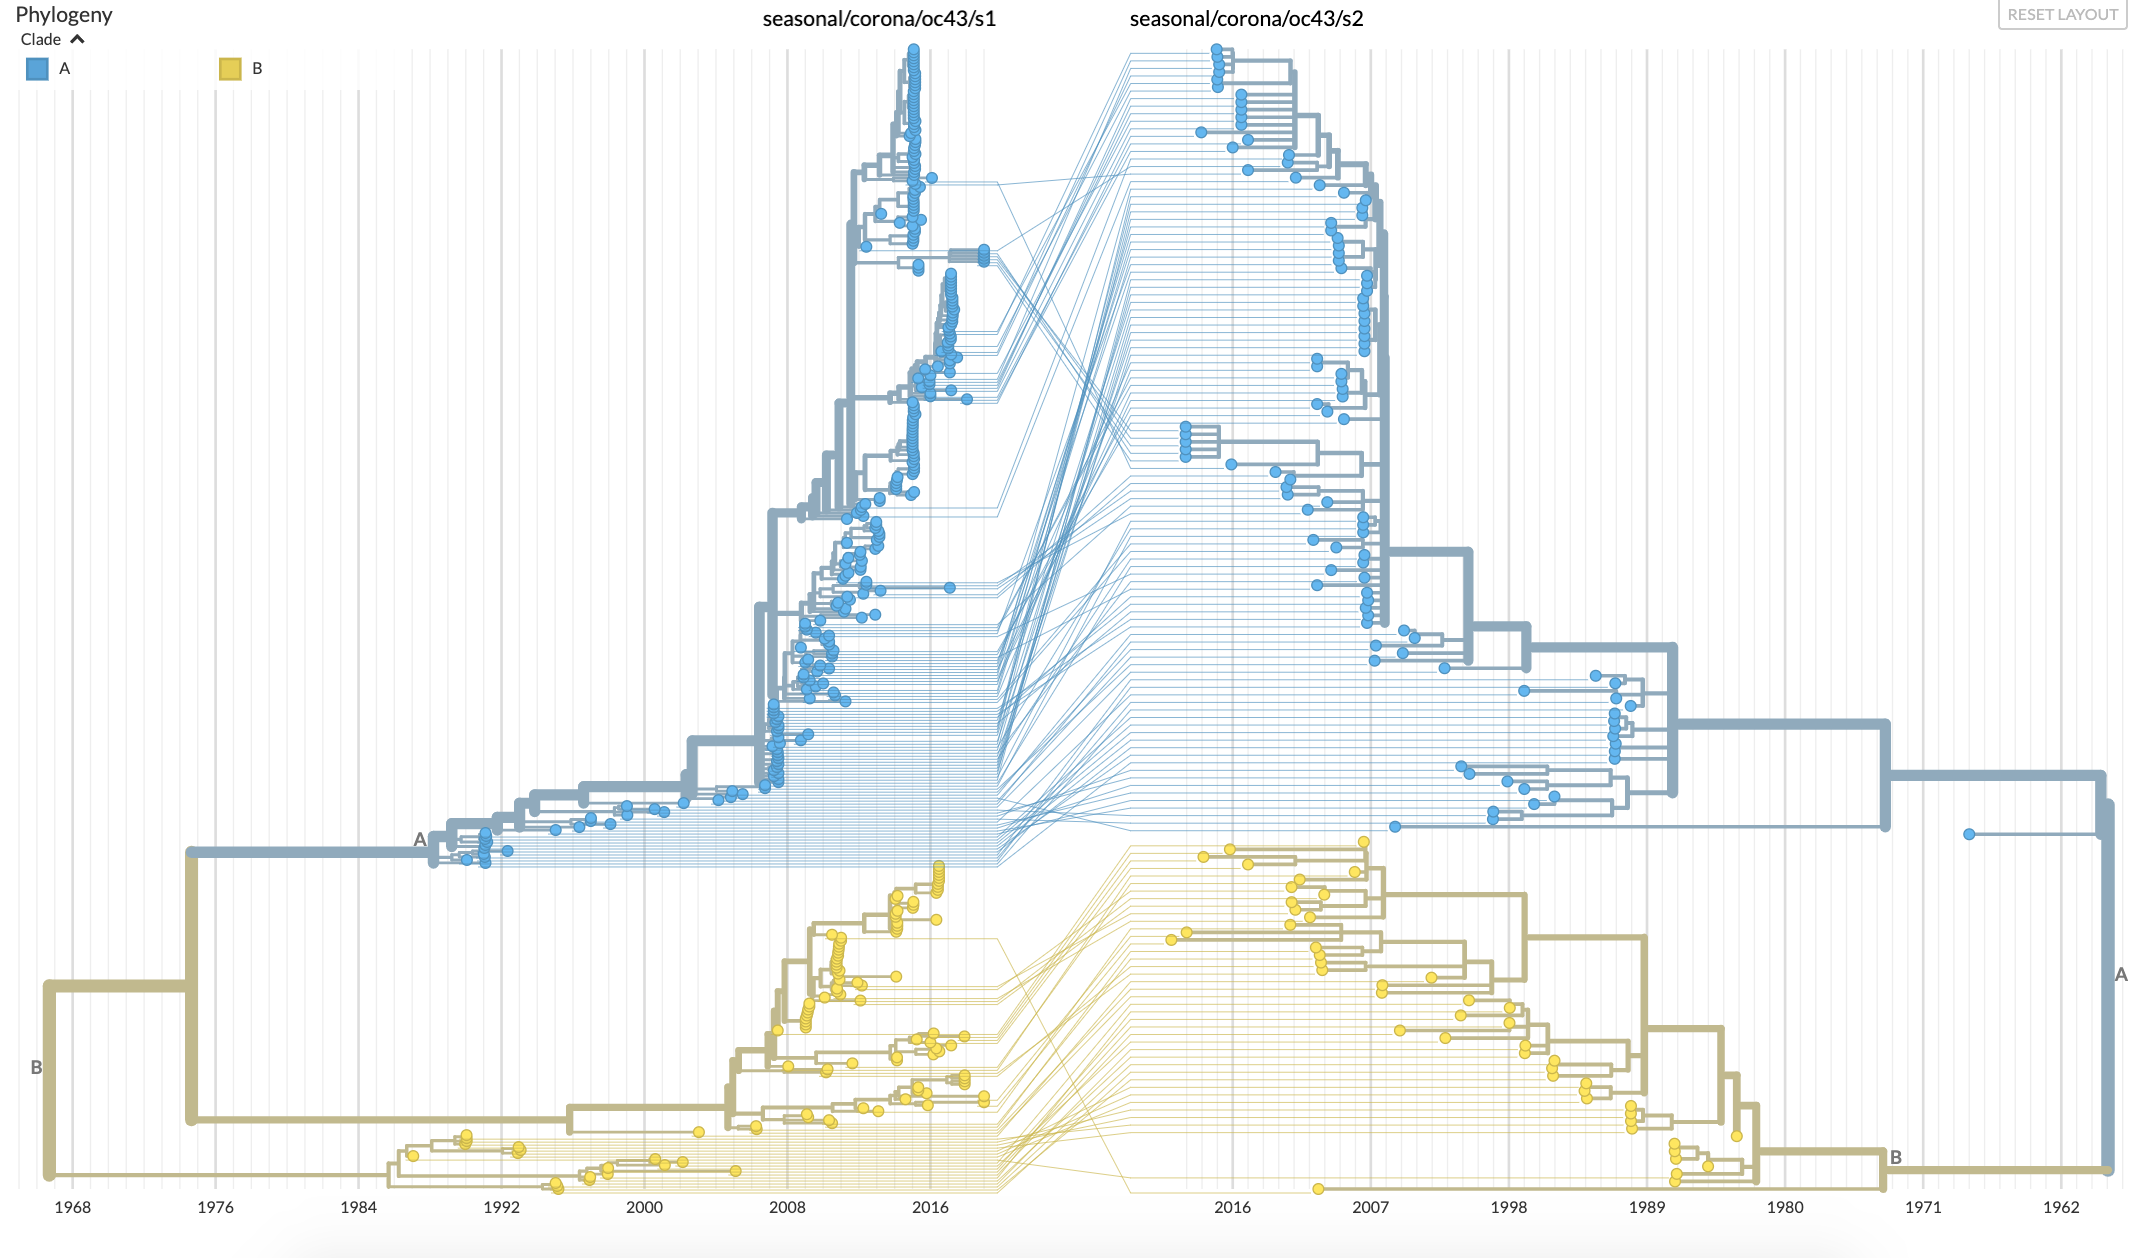 Phylogeny
seasonal/corona/oc43/s1
seasonal/corona/oc43/s2
RESET LAYOUT
Clade
A
B
A
B
A
B
1968 1976 1984 1992 2000 2008 2016
2016 2007 1998 1989 1980 1971 1962